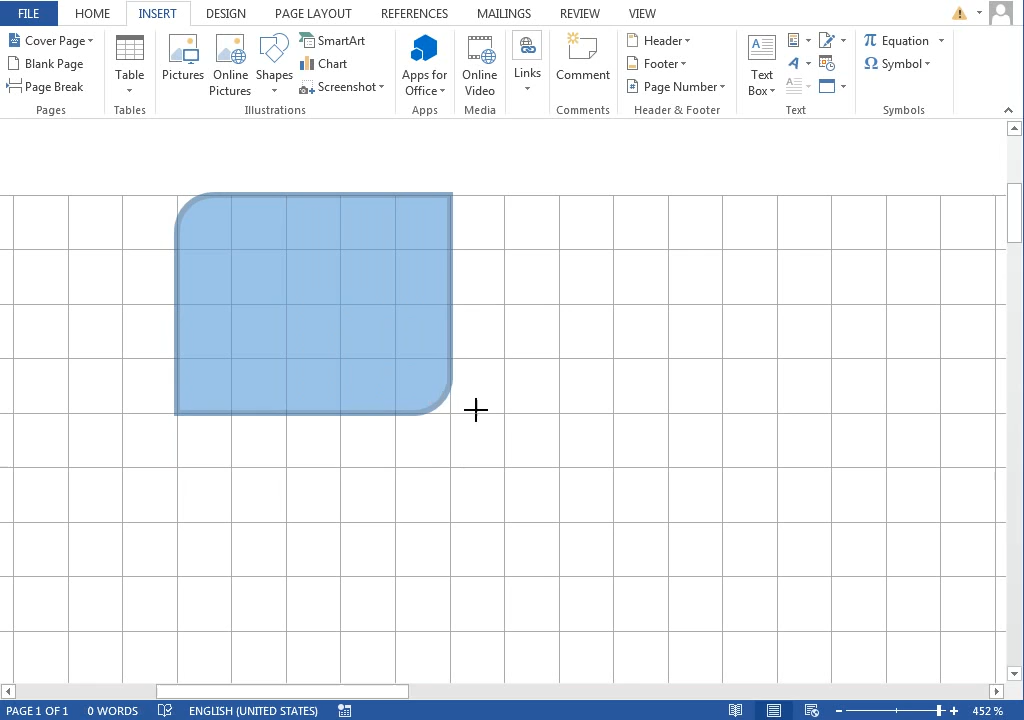 FILE HOME INSERT DESIGN PAGE LAYOUT REFERENCES MAILINGS REVIEW VIEW
Cover Page
Blank Page
Page Break
Pages
Table
Tables
Pictures
Online
Pictures
Shapes
SmartArt
Chart
Screenshot
Illustrations
Apps for
Office
Apps
Online
Video
Media
Links
Comment
Comments
Header
Footer
Page Number
Header & Footer
Text
Box
Text
Equation
Symbol
Symbols
PAGE 1 OF 1 0 WORDS ENGLISH (UNITED STATES) 452 %